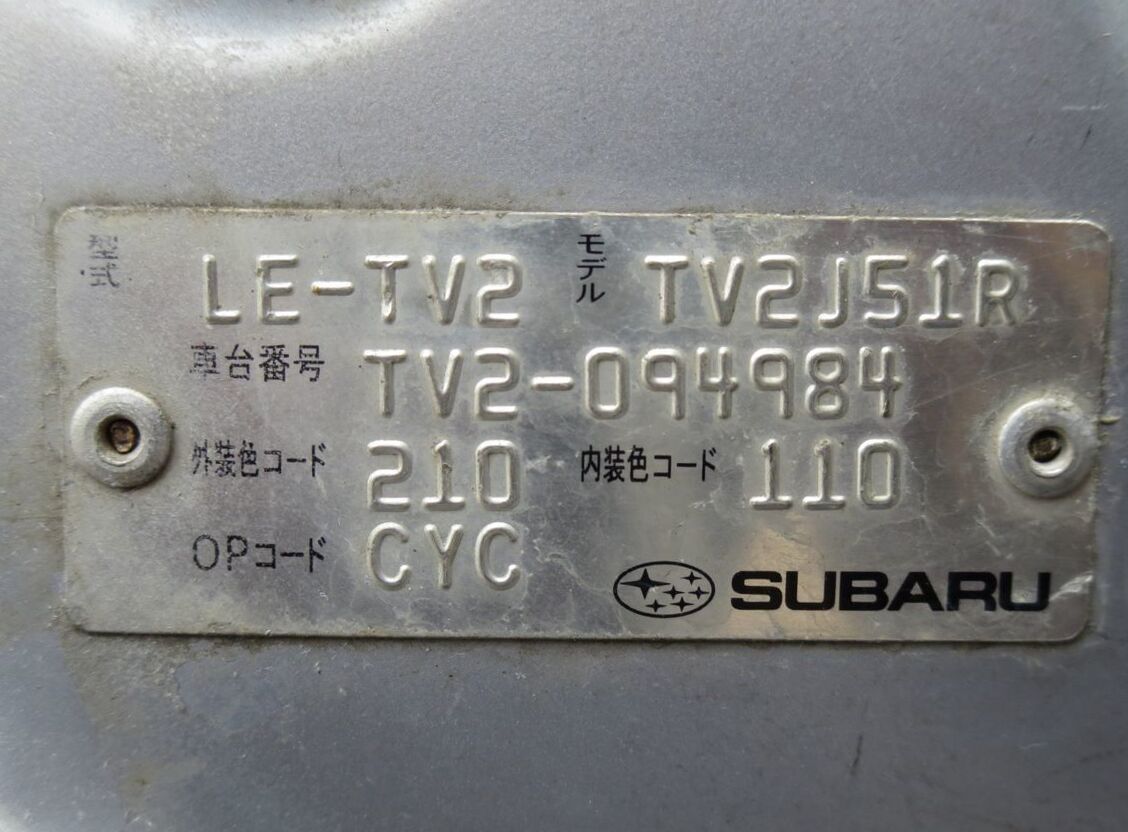 型式 LE-TV2 モデル TV2J51R
車台番号 TV2-094984
外装色コード 210 内装色コード 110
OPコード CYC
SUBARU